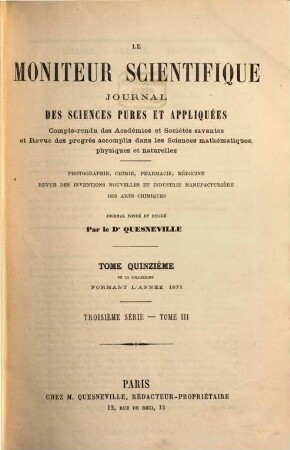 LE
MONITEUR SCIENTIFIQUE
JOURNAL
DES SCIENCES PURES ET APPLIQUÉES
Compte-rendu des Académies et Sociétés savantes
et Revue des progrès accomplis dans les Sciences mathématiques,
physiques et naturelles
PHOTOGRAPHIE, CHIMIE, PHARMACIE, MÉDECINE
REVUE DES INVENTIONS NOUVELLES ET INDUSTRIE MANUFACTURIÈRE
DES ARTS CHIMIQUES
JOURNAL FONDÉ ET DIRIGÉ
Par le Dr QUESNEVILLE
TOME QUINZIÈME
DE LA COLLECTION
FORMANT L'ANNÉE 1873.
TROISIÈME SÉRIE — TOME III
PARIS
CHEZ M. QUESNEVILLE, RÉDACTEUR-PROPRIÉTAIRE
12, RUE DE BUCI, 12